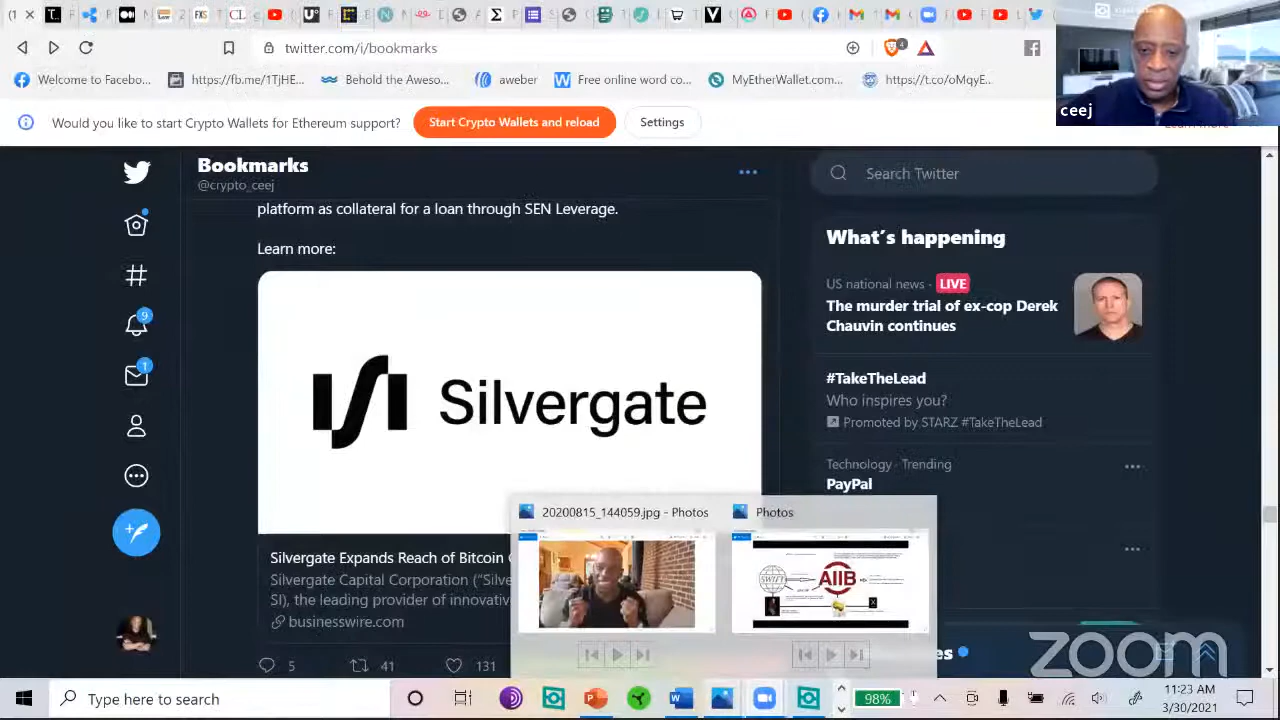 twitter.com/i/bookmarks
4
Welcome to Facebo...
https://fb.me/1TjHE...
Behold the Aweso...
aweber
Free online word co...
MyEtherWallet.com...
https://t.co/oMqyE...
ceej
Would you like to start Crypto Wallets for Ethereum support?
Start Crypto Wallets and reload
Settings
Learn more
Bookmarks
@crypto_ceej
Search Twitter
platform as collateral for a loan through SEN Leverage.
Learn more:
What's happening
US national news · LIVE
The murder trial of ex-cop Derek
Chauvin continues
9
1
Silvergate
#TakeTheLead
Who inspires you?
Promoted by STARZ #TakeTheLead
Technology · Trending
PayPal
20200815_144059.jpg - Photos
Photos
SWIFT
AIIB
Silvergate Expands Reach of Bitcoin
Silvergate Capital Corporation ("Silve
SI), the leading provider of innovativ
businesswire.com
5
41
131
es
zoom
Type here to search
98%
11:23 AM
3/30/2021